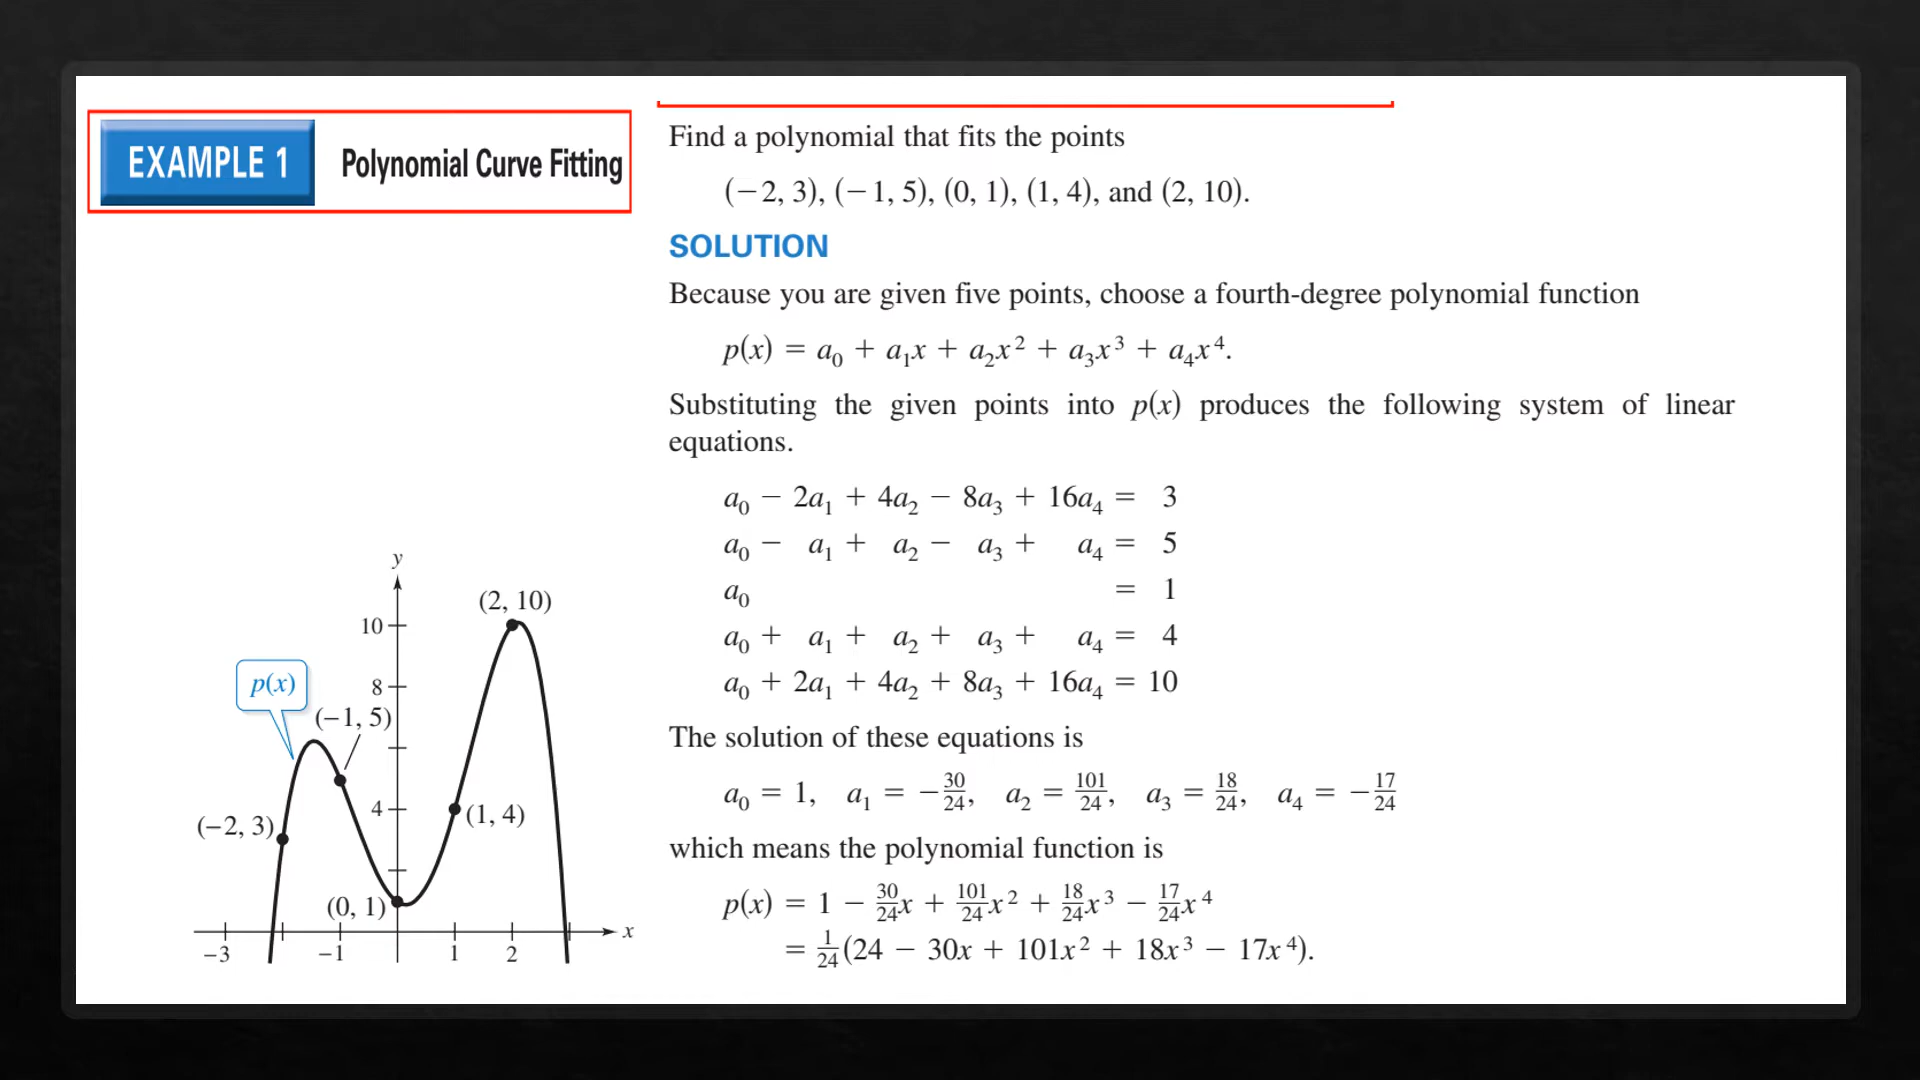 EXAMPLE 1 Polynomial Curve Fitting
Find a polynomial that fits the points
(−2, 3), (−1, 5), (0, 1), (1, 4), and (2, 10).
SOLUTION
Because you are given five points, choose a fourth-degree polynomial function
p(x) = a₀ + a₁x + a₂x² + a₃x³ + a₄x⁴.
Substituting the given points into p(x) produces the following system of linear
equations.
a₀ − 2a₁ + 4a₂ − 8a₃ + 16a₄ = 3
a₀ − a₁ + a₂ − a₃ + a₄ = 5
a₀ = 1
a₀ + a₁ + a₂ + a₃ + a₄ = 4
a₀ + 2a₁ + 4a₂ + 8a₃ + 16a₄ = 10
The solution of these equations is
a₀ = 1, a₁ = −30/24, a₂ = 101/24, a₃ = 18/24, a₄ = −17/24
which means the polynomial function is
p(x) = 1 − 30/24x + 101/24x² + 18/24x³ − 17/24x⁴
= 1/24(24 − 30x + 101x² + 18x³ − 17x⁴).
y
(2, 10)
10
p(x)
8
(−1, 5)
4
(1, 4)
(−2, 3)
(0, 1)
x
−3 −1 1 2